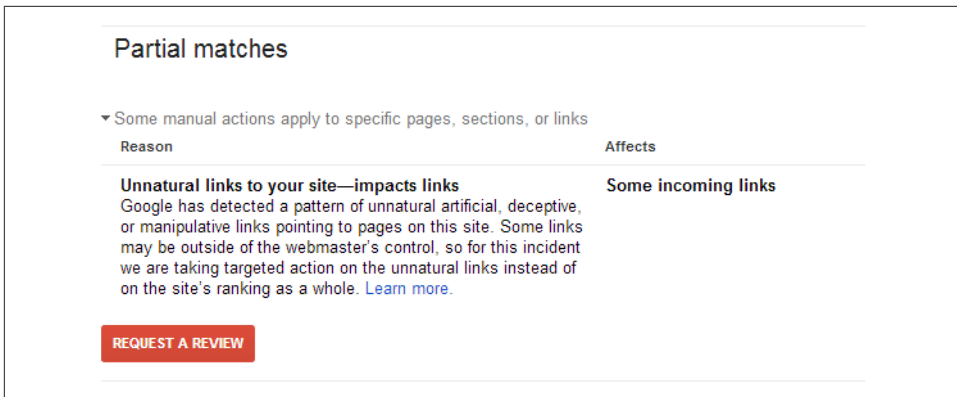 Partial matches
Some manual actions apply to specific pages, sections, or links
Reason Affects
Unnatural links to your site—impacts links Some incoming links
Google has detected a pattern of unnatural artificial, deceptive,
or manipulative links pointing to pages on this site. Some links
may be outside of the webmaster's control, so for this incident
we are taking targeted action on the unnatural links instead of
on the site's ranking as a whole. Learn more.
REQUEST A REVIEW